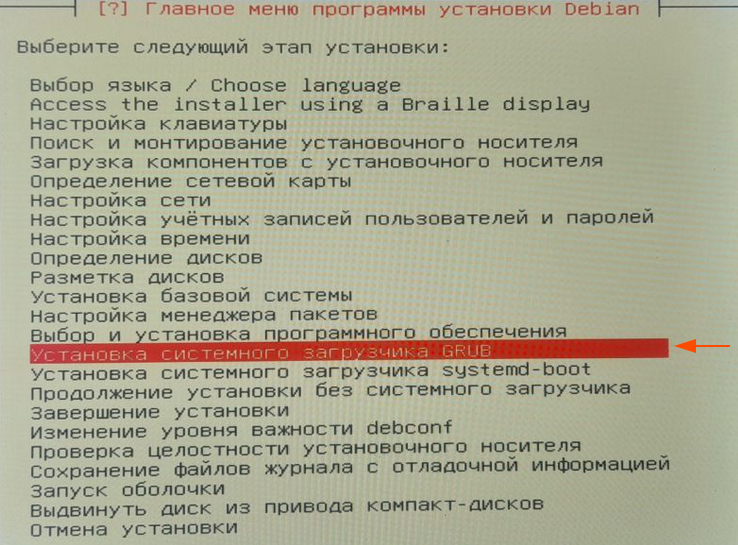 [?] Главное меню программы установки Debian
Выберите следующий этап установки:
Выбор языка / Choose language
Access the installer using a Braille display
Настройка клавиатуры
Поиск и монтирование установочного носителя
Загрузка компонентов с установочного носителя
Определение сетевой карты
Настройка сети
Настройка учётных записей пользователей и паролей
Настройка времени
Определение дисков
Разметка дисков
Установка базовой системы
Настройка менеджера пакетов
Выбор и установка программного обеспечения
Установка системного загрузчика GRUB
Установка системного загрузчика systemd-boot
Продолжение установки без системного загрузчика
Завершение установки
Изменение уровня важности debconf
Проверка целостности установочного носителя
Сохранение файлов журнала с отладочной информацией
Запуск оболочки
Выдвинуть диск из привода компакт-дисков
Отмена установки